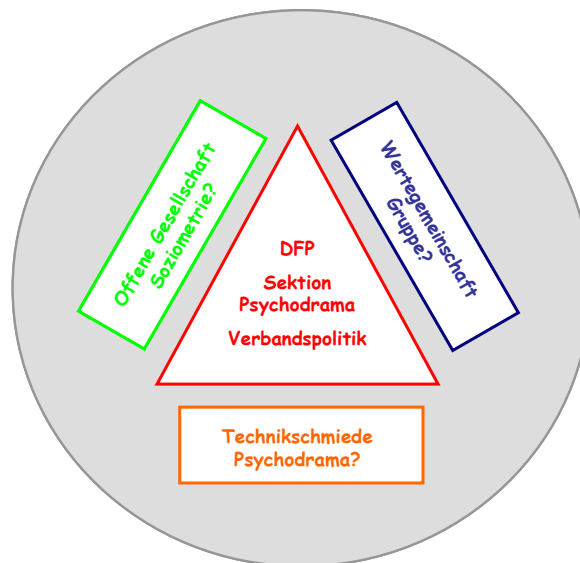 Offene Gesellschaft
Soziometrie?
Wertegemeinschaft
Gruppe?
DFP
Sektion
Psychodrama
Verbandspolitik
Technikschmiede
Psychodrama?